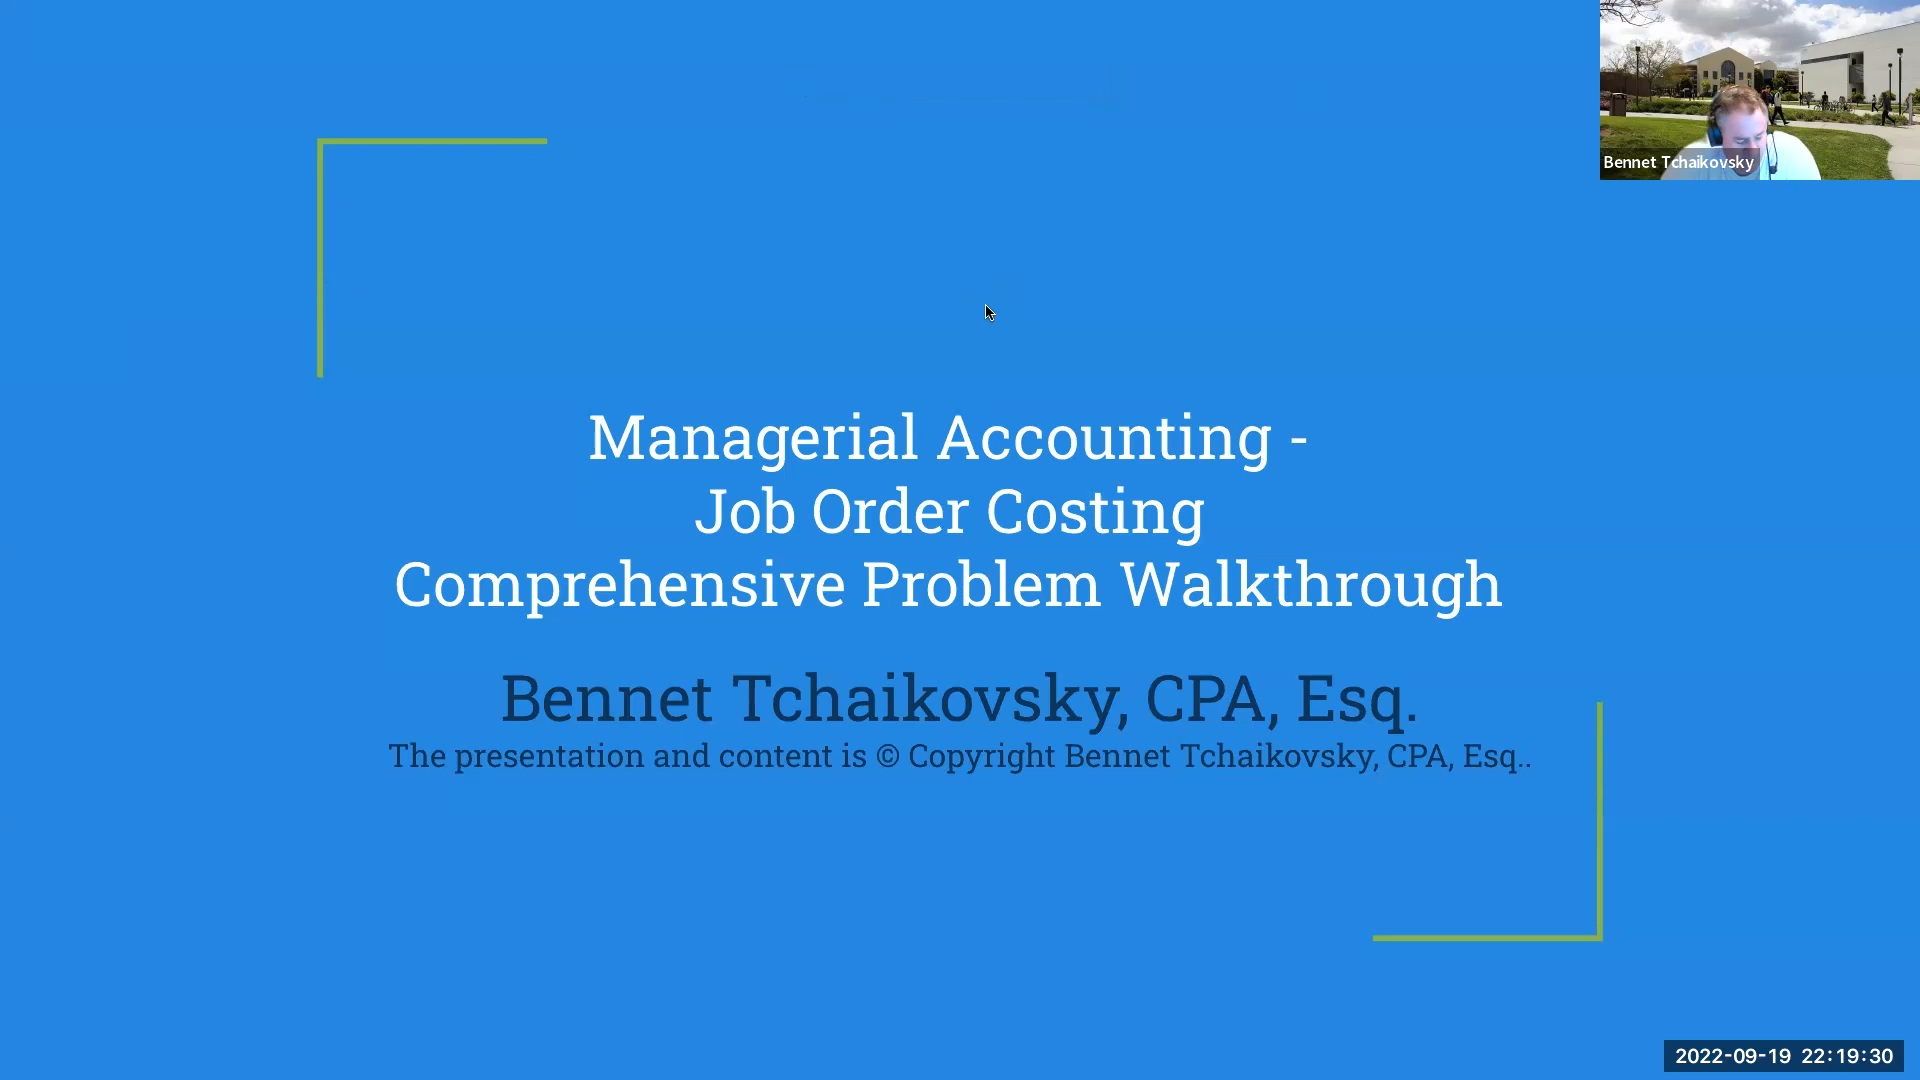 Bennet Tchaikovsky
Managerial Accounting -
Job Order Costing
Comprehensive Problem Walkthrough
Bennet Tchaikovsky, CPA, Esq.
The presentation and content is © Copyright Bennet Tchaikovsky, CPA, Esq..
2022-09-19 22:19:30